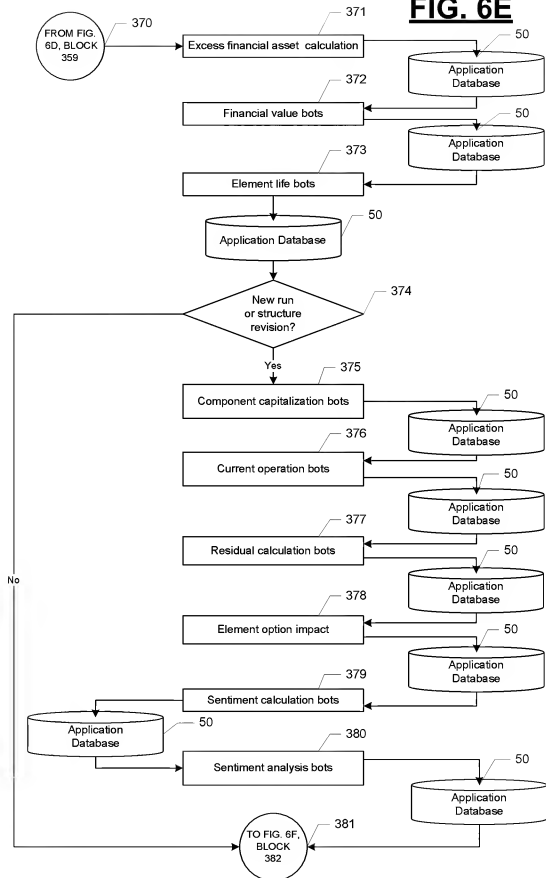 FIG. 6E
FROM FIG.
6D, BLOCK
359
370
371
Excess financial asset calculation
50
Application
Database
372
Financial value bots
50
Application
Database
373
Element life bots
50
Application Database
374
New run
or structure
revision?
Yes
375
Component capitalization bots
50
Application
Database
376
Current operation bots
50
Application
Database
377
Residual calculation bots
50
Application
Database
No
378
Element option impact
50
Application
Database
379
Sentiment calculation bots
50
Application
Database
380
Sentiment analysis bots
50
Application
Database
381
TO FIG. 6F,
BLOCK
382